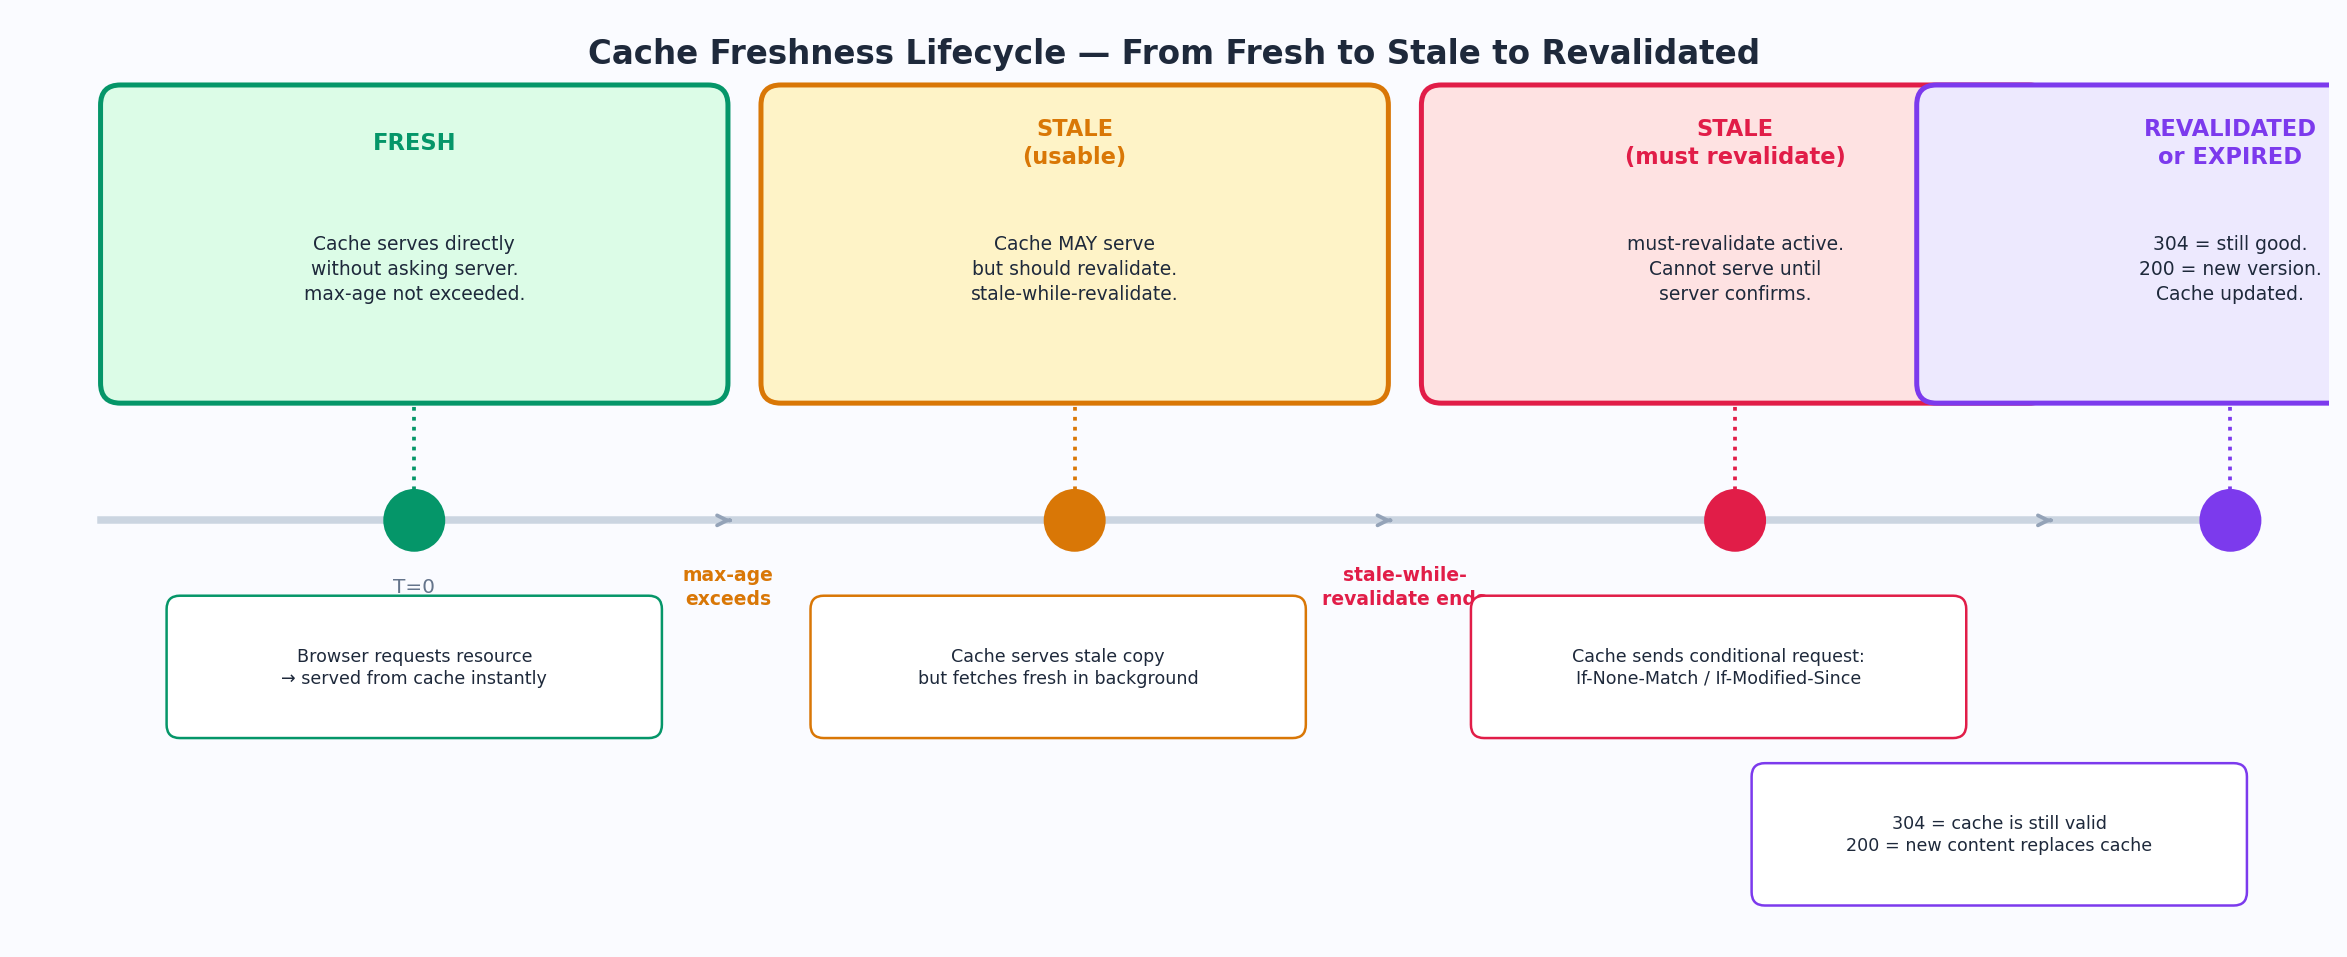 Cache Freshness Lifecycle — From Fresh to Stale to Revalidated
FRESH
Cache serves directly
without asking server.
max-age not exceeded.
STALE
(usable)
Cache MAY serve
but should revalidate.
stale-while-revalidate.
STALE
(must revalidate)
must-revalidate active.
Cannot serve until
server confirms.
REVALIDATED
or EXPIRED
304 = still good.
200 = new version.
Cache updated.
T=0
max-age
exceeds
stale-while-
revalidate ends
Browser requests resource
→ served from cache instantly
Cache serves stale copy
but fetches fresh in background
Cache sends conditional request:
If-None-Match / If-Modified-Since
304 = cache is still valid
200 = new content replaces cache